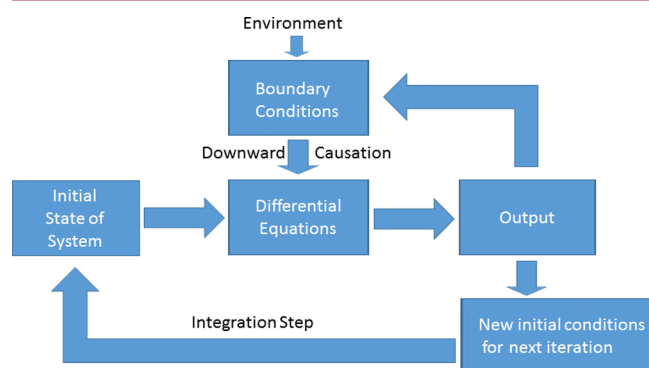 Environment
Boundary
Conditions
Downward Causation
Initial
State of
System
Differential
Equations
Output
Integration Step
New initial conditions
for next iteration